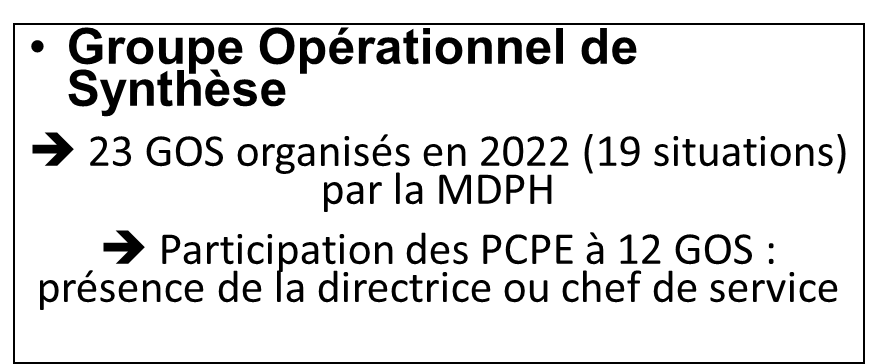 • Groupe Opérationnel de
Synthèse
➔ 23 GOS organisés en 2022 (19 situations)
par la MDPH
➔ Participation des PCPE à 12 GOS :
présence de la directrice ou chef de service